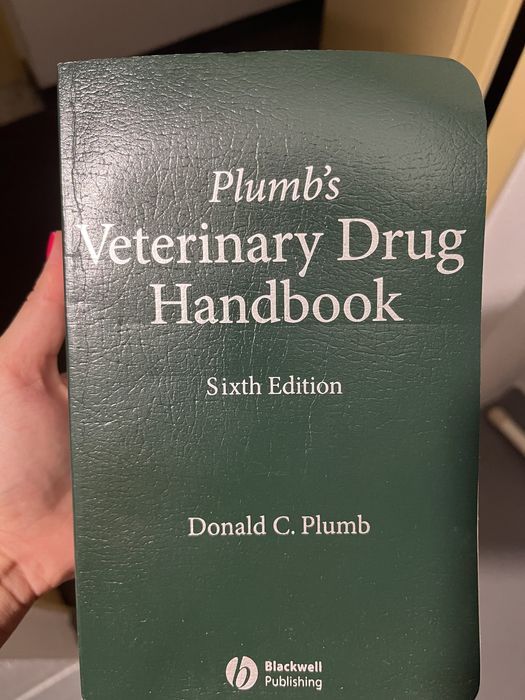 Plumb's
Veterinary Drug
Handbook
Sixth Edition
Donald C. Plumb
b
Blackwell
Publishing